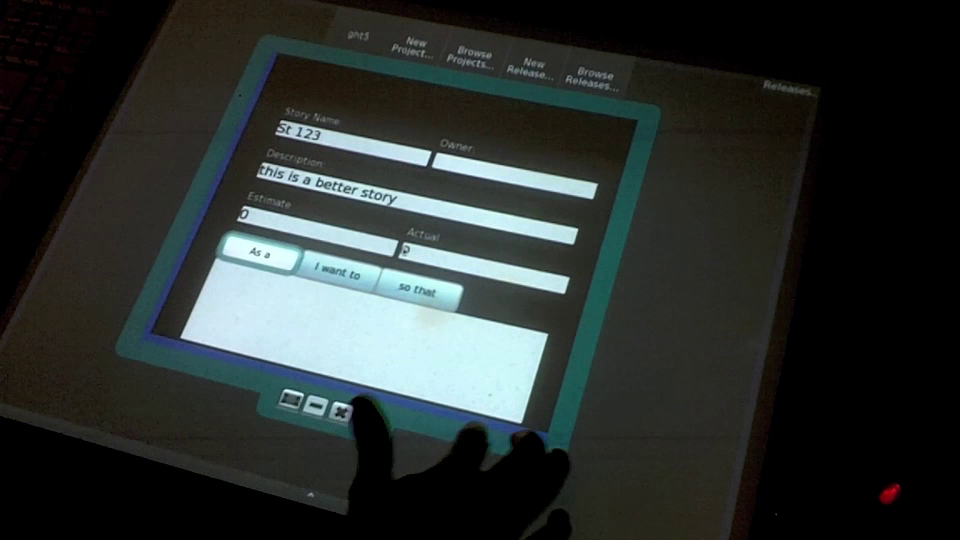 ght5
New
Project...
Browse
Projects...
New
Release...
Browse
Releases...
Releases..
Story Name
St 123
Owner:
Description:
this is a better story
Estimate
0
Actual
As a
I want to
so that